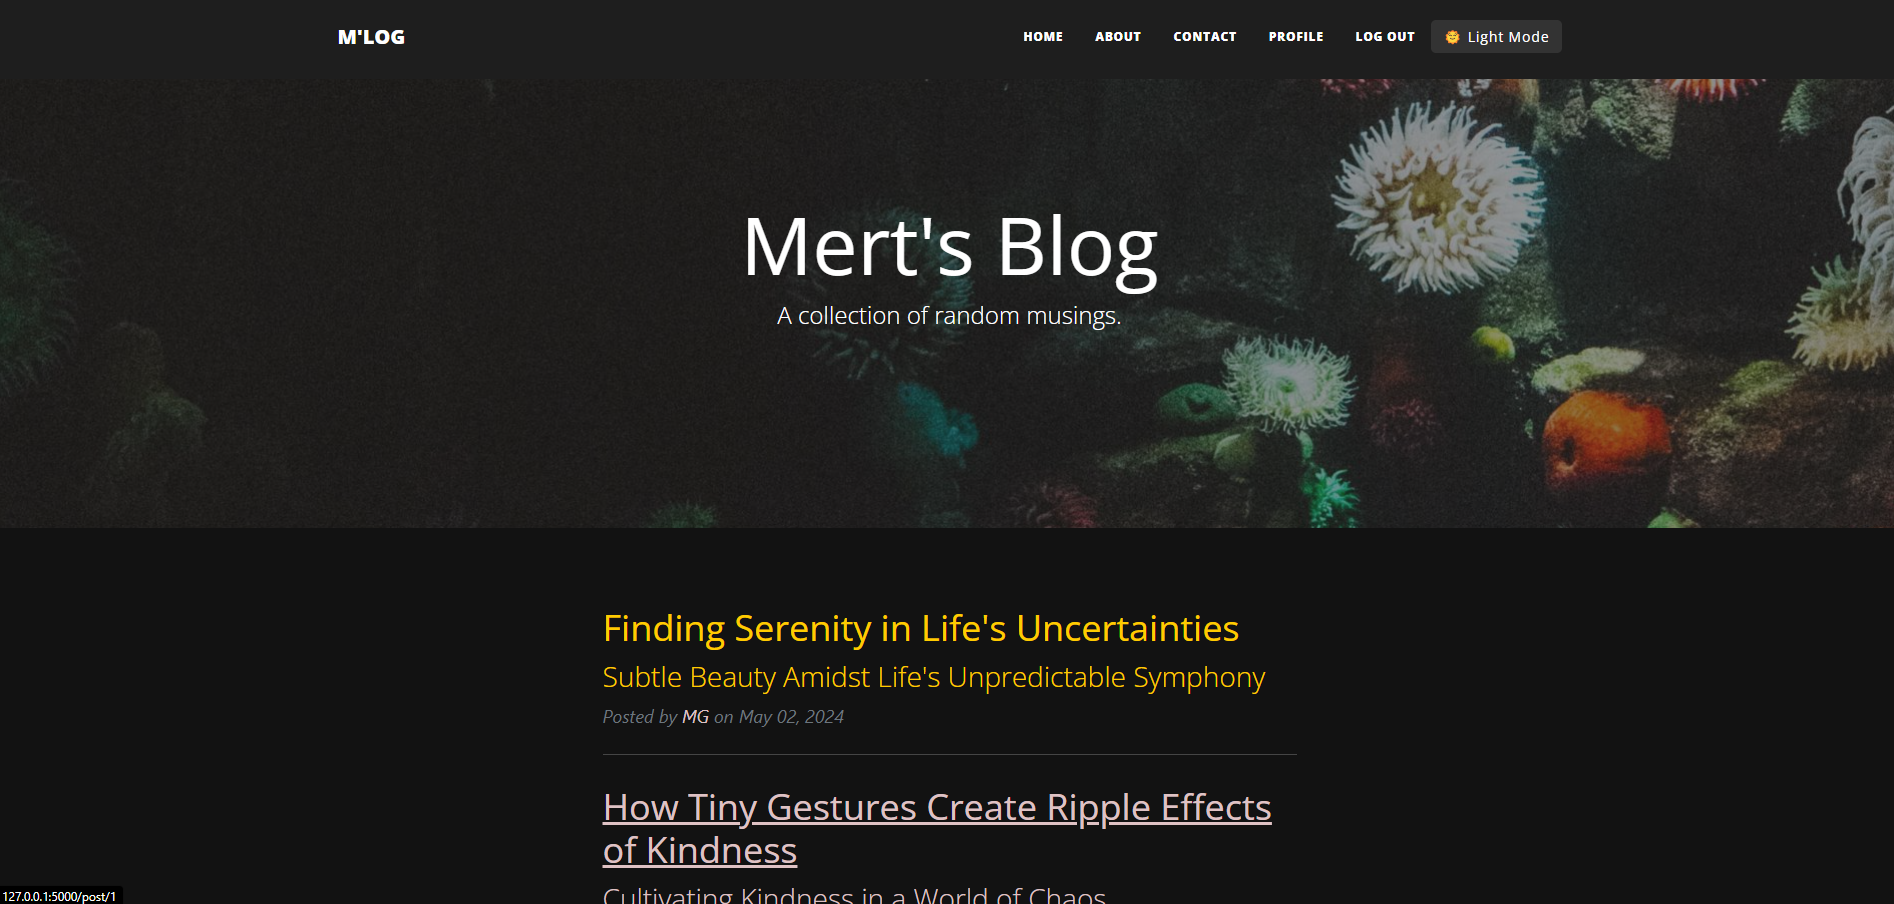 M'LOG
HOME ABOUT CONTACT PROFILE LOG OUT 🌞 Light Mode
Mert's Blog
A collection of random musings.
Finding Serenity in Life's Uncertainties
Subtle Beauty Amidst Life's Unpredictable Symphony
Posted by MG on May 02, 2024
How Tiny Gestures Create Ripple Effects
of Kindness
Cultivating Kindness in a World of Chaos
127.0.0.1:5000/post/1